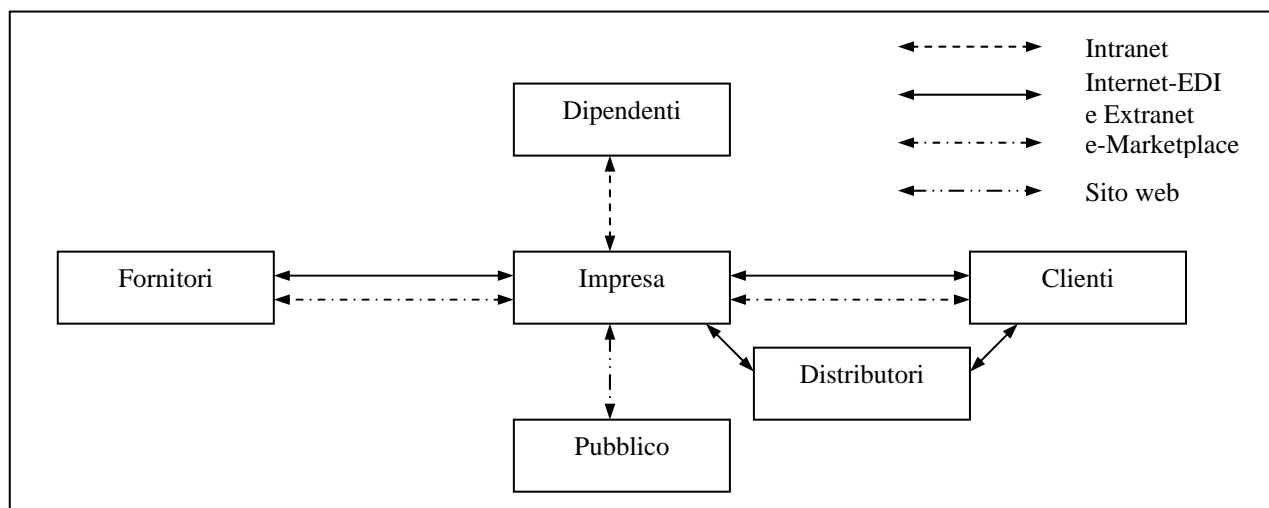 Intranet
Internet-EDI
e Extranet
e-Marketplace
Sito web
Dipendenti
Fornitori
Impresa
Clienti
Distributori
Pubblico